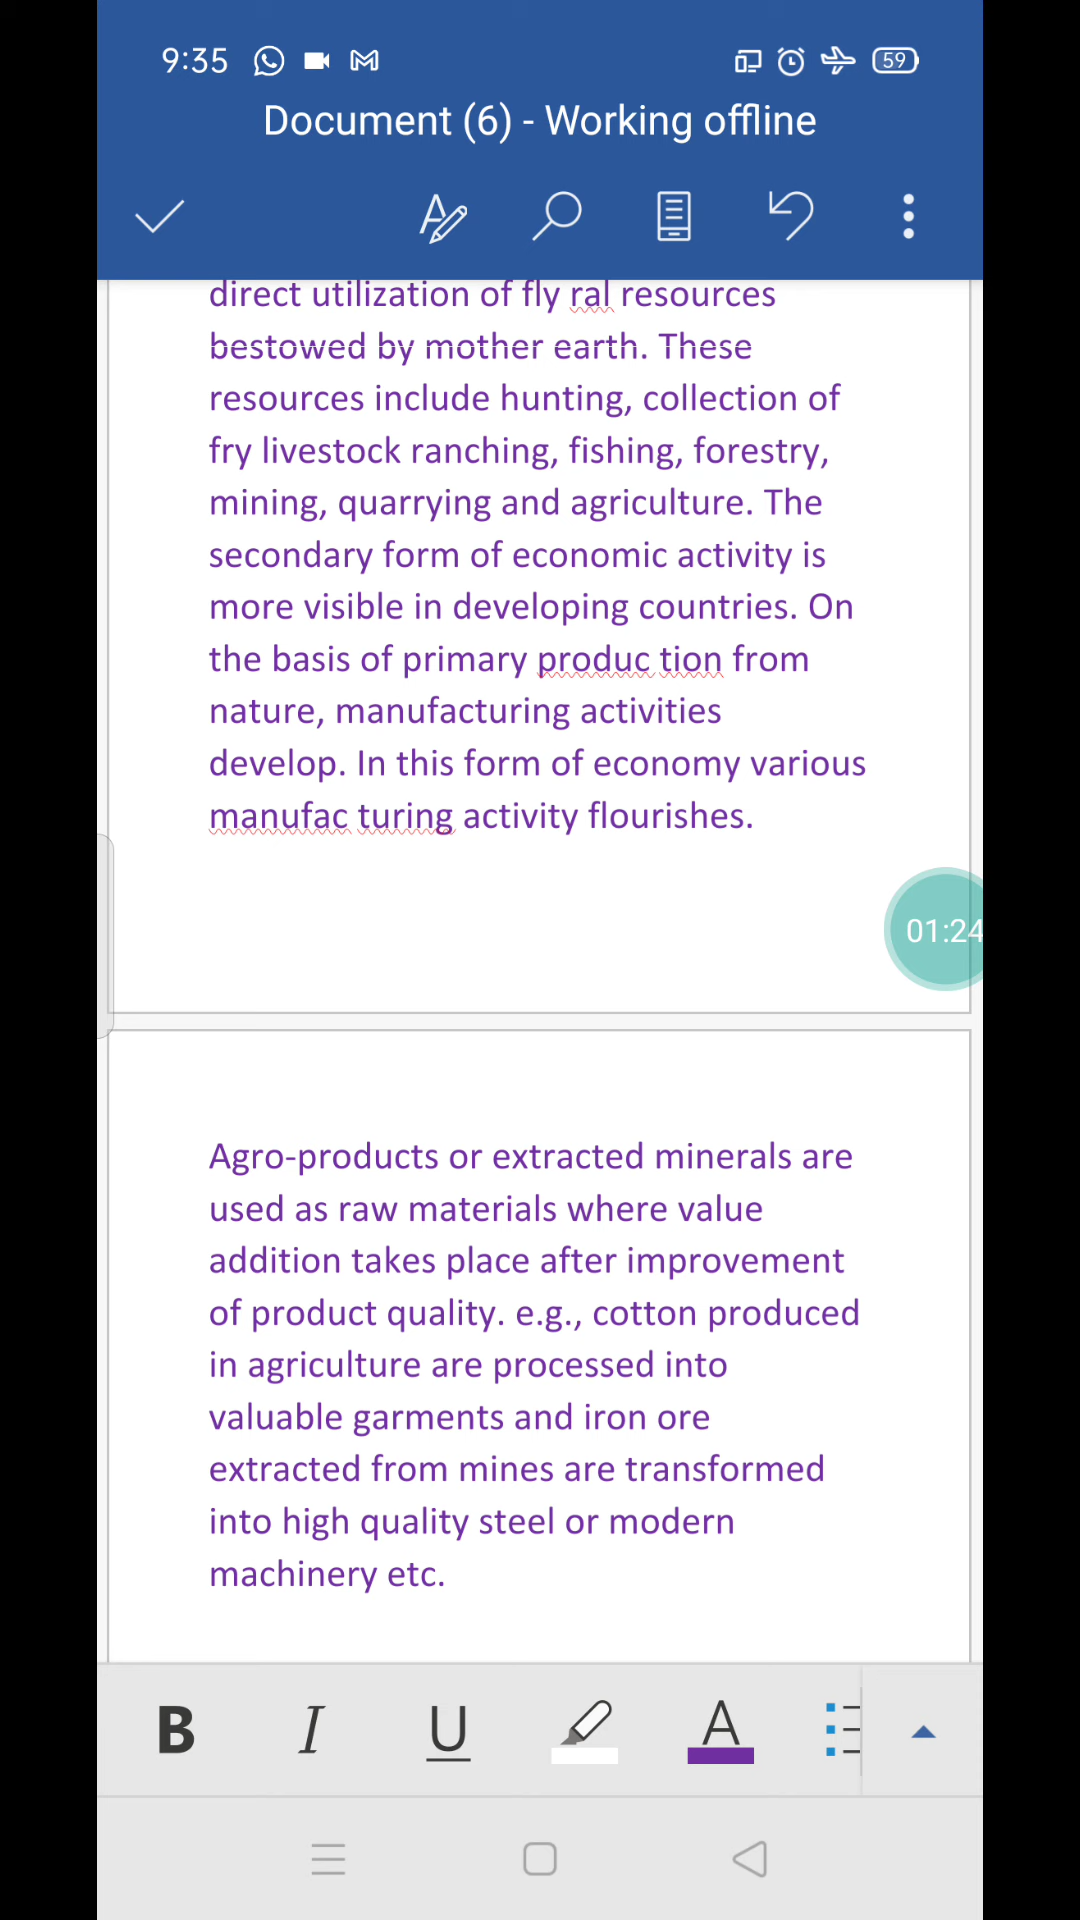 9:35
59
Document (6) - Working offline
direct utilization of fly ral resources
bestowed by mother earth. These
resources include hunting, collection of
fry livestock ranching, fishing, forestry,
mining, quarrying and agriculture. The
secondary form of economic activity is
more visible in developing countries. On
the basis of primary produc tion from
nature, manufacturing activities
develop. In this form of economy various
manufac turing activity flourishes.
01:24
Agro-products or extracted minerals are
used as raw materials where value
addition takes place after improvement
of product quality. e.g., cotton produced
in agriculture are processed into
valuable garments and iron ore
extracted from mines are transformed
into high quality steel or modern
machinery etc.
B I U A